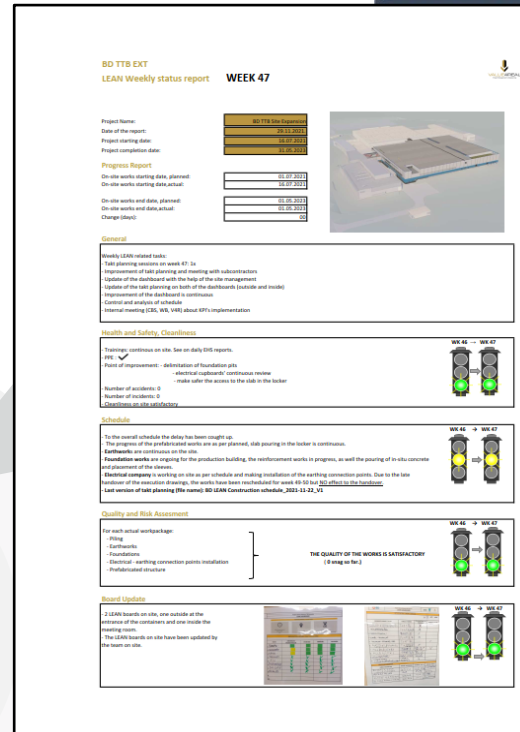 BD TTB EXT
LEAN Weekly status report WEEK 47
Project Name: BD TTB Site Expansion
Date of the report: 29.11.2021
Project starting date: 16.07.2021
Project completion date: 31.05.2023
Progress Report
On-site works starting date, planned: 01.07.2021
On-site works starting date,actual: 16.07.2021
On-site works end date, planned: 01.05.2023
On-site works end date,actual: 01.05.2023
Change (days): 00
General
Weekly LEAN related tasks:
- Takt planning sessions on week 47: 1x
- Improvement of takt planning and meeting with subcontractors
- Update of the dashboard with the help of the site management
- Update of the takt planning on both of the dashboards (outside and inside)
- Improvement of the dashboard is continuous
- Control and analysis of schedule
- Internal meeting (CBS, WB, V4R) about KPI's implementation
Health and Safety, Cleanliness
WK 46 → WK 47
- Trainings: continous on site. See on daily EHS reports.
- PPE - ✓
- Point of improvement: - delimitation of foundation pits
- electrical cupboards' continuous review
- make safer the access to the slab in the locker
- Number of accidents: 0
- Number of incidents: 0
- Cleanliness on site satisfactory
Schedule
WK 46 → WK 47
- To the overall schedule the delay has been cought up.
- The progress of the prefabricated works are as per planned, slab pouring in the locker is continuous.
- Earthworks are continuous on the site.
- Foundation works are ongoing for the production building, the reinforcement works in progress, as well the pouring of in-situ concrete
and placement of the sleeves.
- Electrical company is working on site as per schedule and making installation of the earthing connection points. Due to the late
handover of the execution drawings, the works have been rescheduled for week 49-50 but NO effect to the handover.
- Last version of takt planning (file name): BD LEAN Construction schedule_2021-11-22_V1
Quality and Risk Assesment
WK 46 → WK 47
For each actual workpackage:
- Piling
- Earthworks
- Foundations
- Electrical - earthing connection points installation
- Prefabricated structure
THE QUALITY OF THE WORKS IS SATISFACTORY
( 0 snag so far.)
Board Update
WK 46 → WK 47
- 2 LEAN boards on site, one outside at the
entrance of the containers and one inside the
meeting room.
- The LEAN boards on site have been updated by
the team on site.